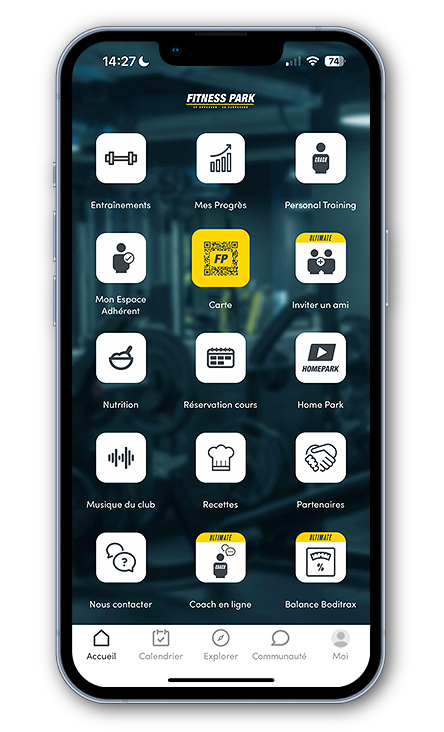 14:27
74
FITNESS PARK
Entraînements
Mes Progrès
COACH
Personal Training
Mon Espace
Adhérent
FP
Carte
ULTIMATE
Inviter un ami
Nutrition
Réservation cours
HOMEPARK
Home Park
Musique du club
Recettes
Partenaires
?
Nous contacter
ULTIMATE
COACH
Coach en ligne
ULTIMATE
%
Balance Boditrax
Accueil
Calendrier
Explorer
Communauté
Moi